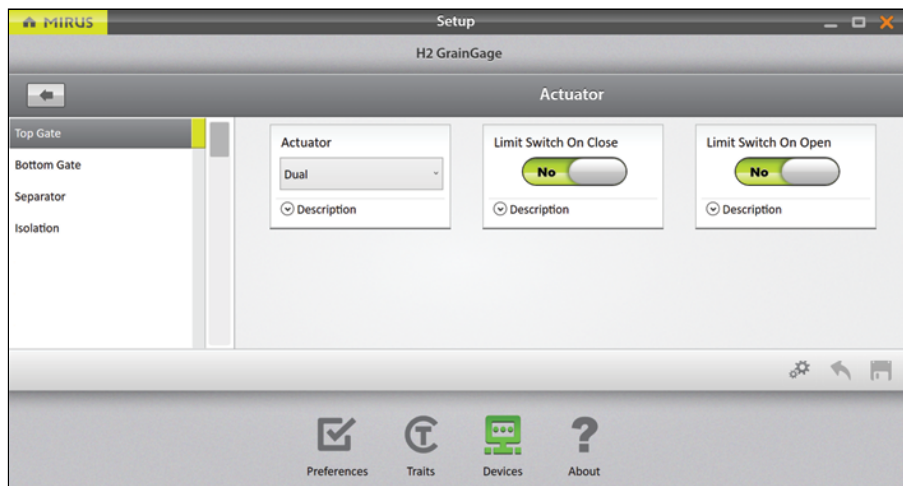 MIRUS
Setup
H2 GrainGage
Actuator
Top Gate
Bottom Gate
Separator
Isolation
Actuator
Dual
Description
Limit Switch On Close
No
Description
Limit Switch On Open
No
Description
Preferences
Traits
Devices
About